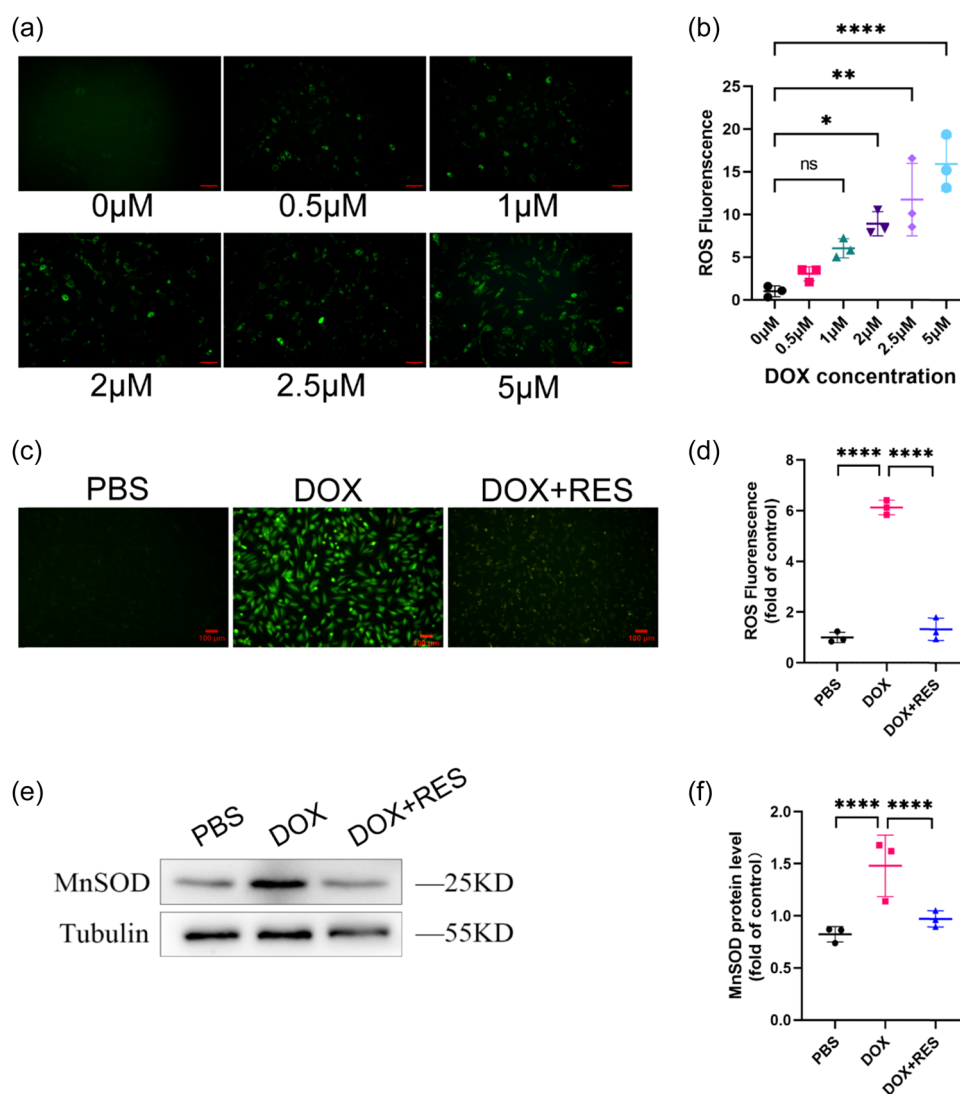 (a)
0μM
0.5μM
1μM
2μM
2.5μM
5μM
(b)
****
**
*
ns
ROS Fluorescence
25
20
15
10
5
0
0μM
0.5μM
1μM
2μM
2.5μM
5μM
DOX concentration
(c)
PBS
DOX
DOX+RES
100 μm
100 μm
100 μm
(d)
**** ****
ROS Fluorescence
(fold of control)
8
6
4
2
0
PBS
DOX
DOX+RES
(e)
PBS
DOX
DOX+RES
MnSOD —25KD
Tubulin —55KD
(f)
**** ****
MnSOD protein level
(fold of control)
2.0
1.5
1.0
0.5
0.0
PBS
DOX
DOX+RES